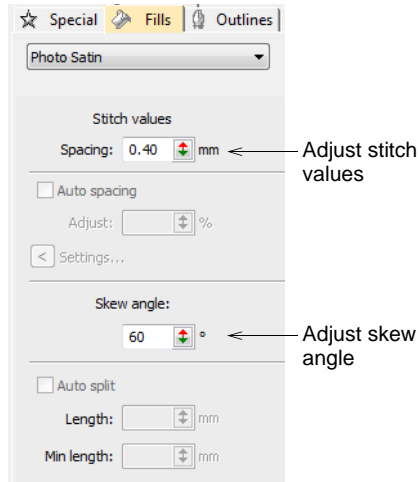 Special Fills Outlines
Photo Satin
Stitch values
Spacing: 0.40 mm
Adjust stitch
values
Auto spacing
Adjust: %
< Settings...
Skew angle:
60 °
Adjust skew
angle
Auto split
Length: mm
Min length: mm